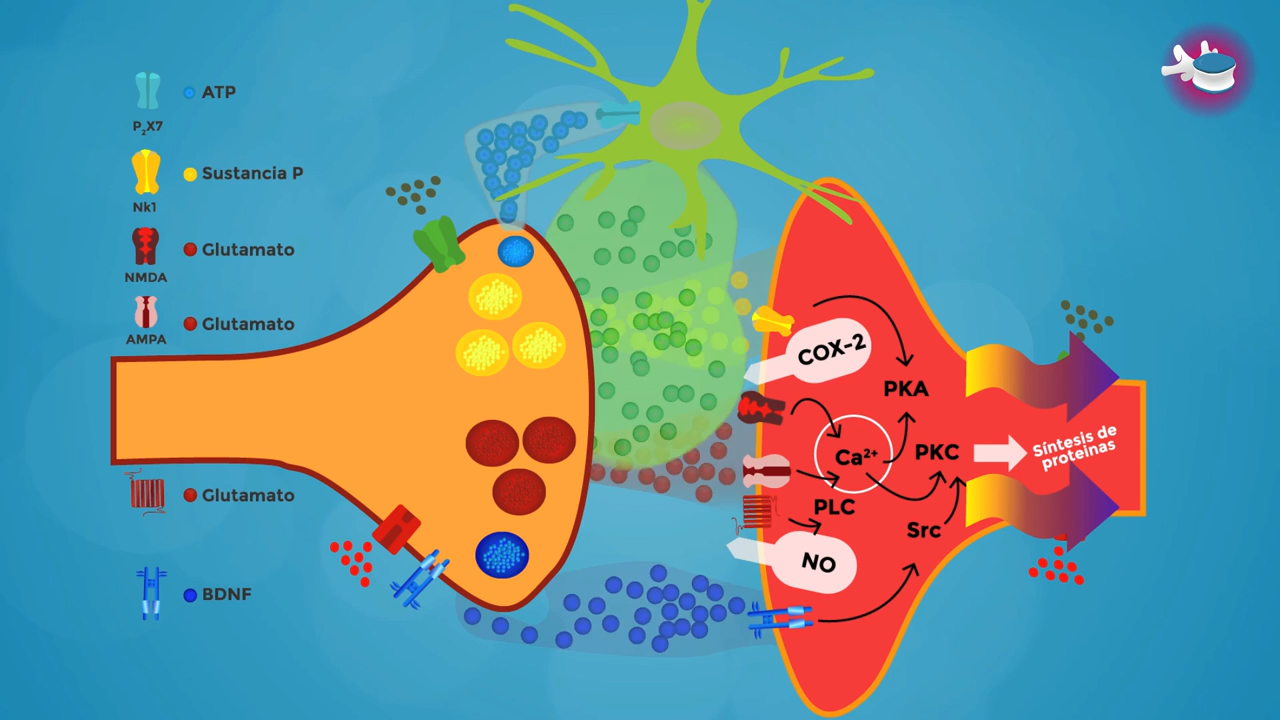 ATP
P2X7
Sustancia P
Nk1
Glutamato
NMDA
Glutamato
AMPA
Glutamato
BDNF
COX-2
PKA
Ca²⁺
PKC
PLC
Src
NO
Síntesis de
proteinas